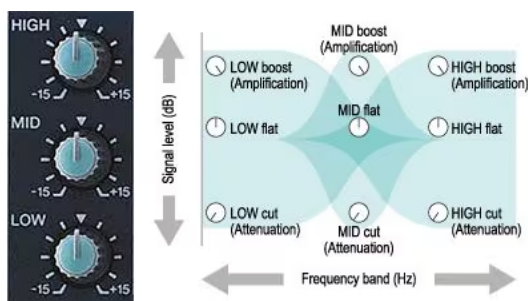 HIGH
-15 +15
MID
-15 +15
LOW
-15 +15
Signal level (dB)
LOW boost
(Amplification)
MID boost
(Amplification)
HIGH boost
(Amplification)
LOW flat
MID flat
HIGH flat
LOW cut
(Attenuation)
MID cut
(Attenuation)
HIGH cut
(Attenuation)
Frequency band (Hz)